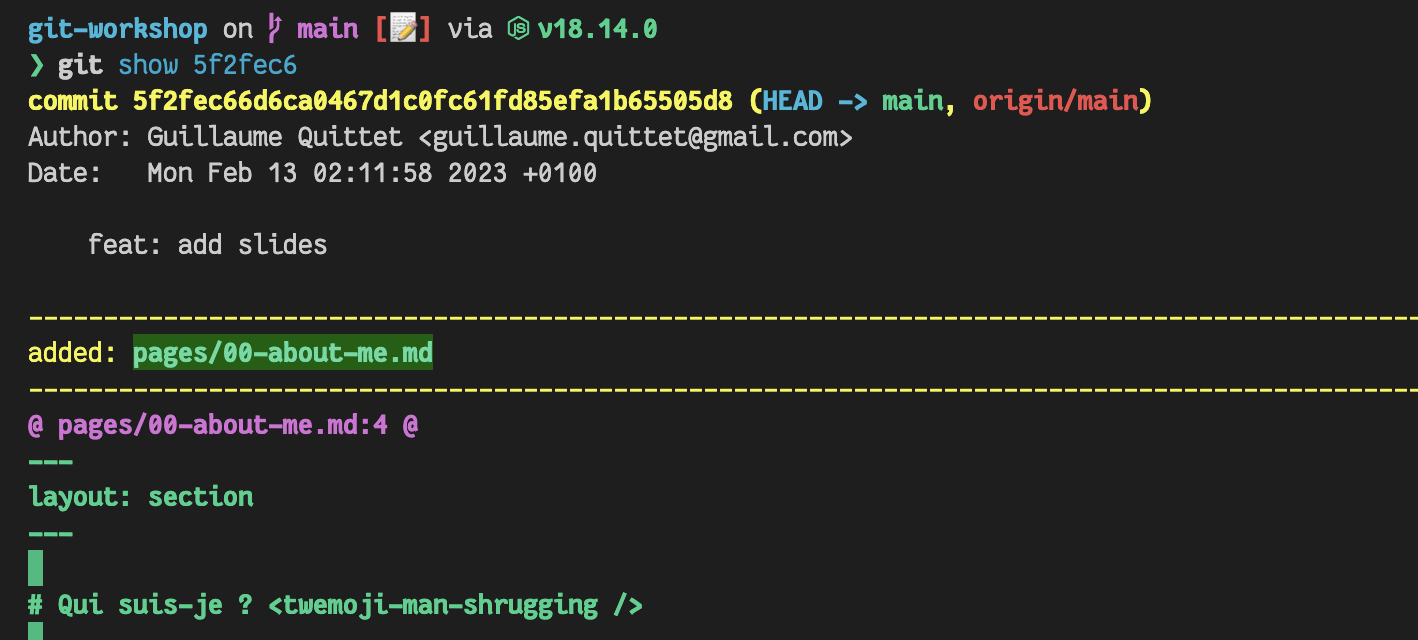 git-workshop on main [📝] via v18.14.0
❯ git show 5f2fec6
commit 5f2fec66d6ca0467d1c0fc61fd85efa1b65505d8 (HEAD -> main, origin/main)
Author: Guillaume Quittet <guillaume.quittet@gmail.com>
Date:   Mon Feb 13 02:11:58 2023 +0100
    feat: add slides
added: pages/00-about-me.md
@ pages/00-about-me.md:4 @
---
layout: section
---
# Qui suis-je ? <twemoji-man-shrugging />